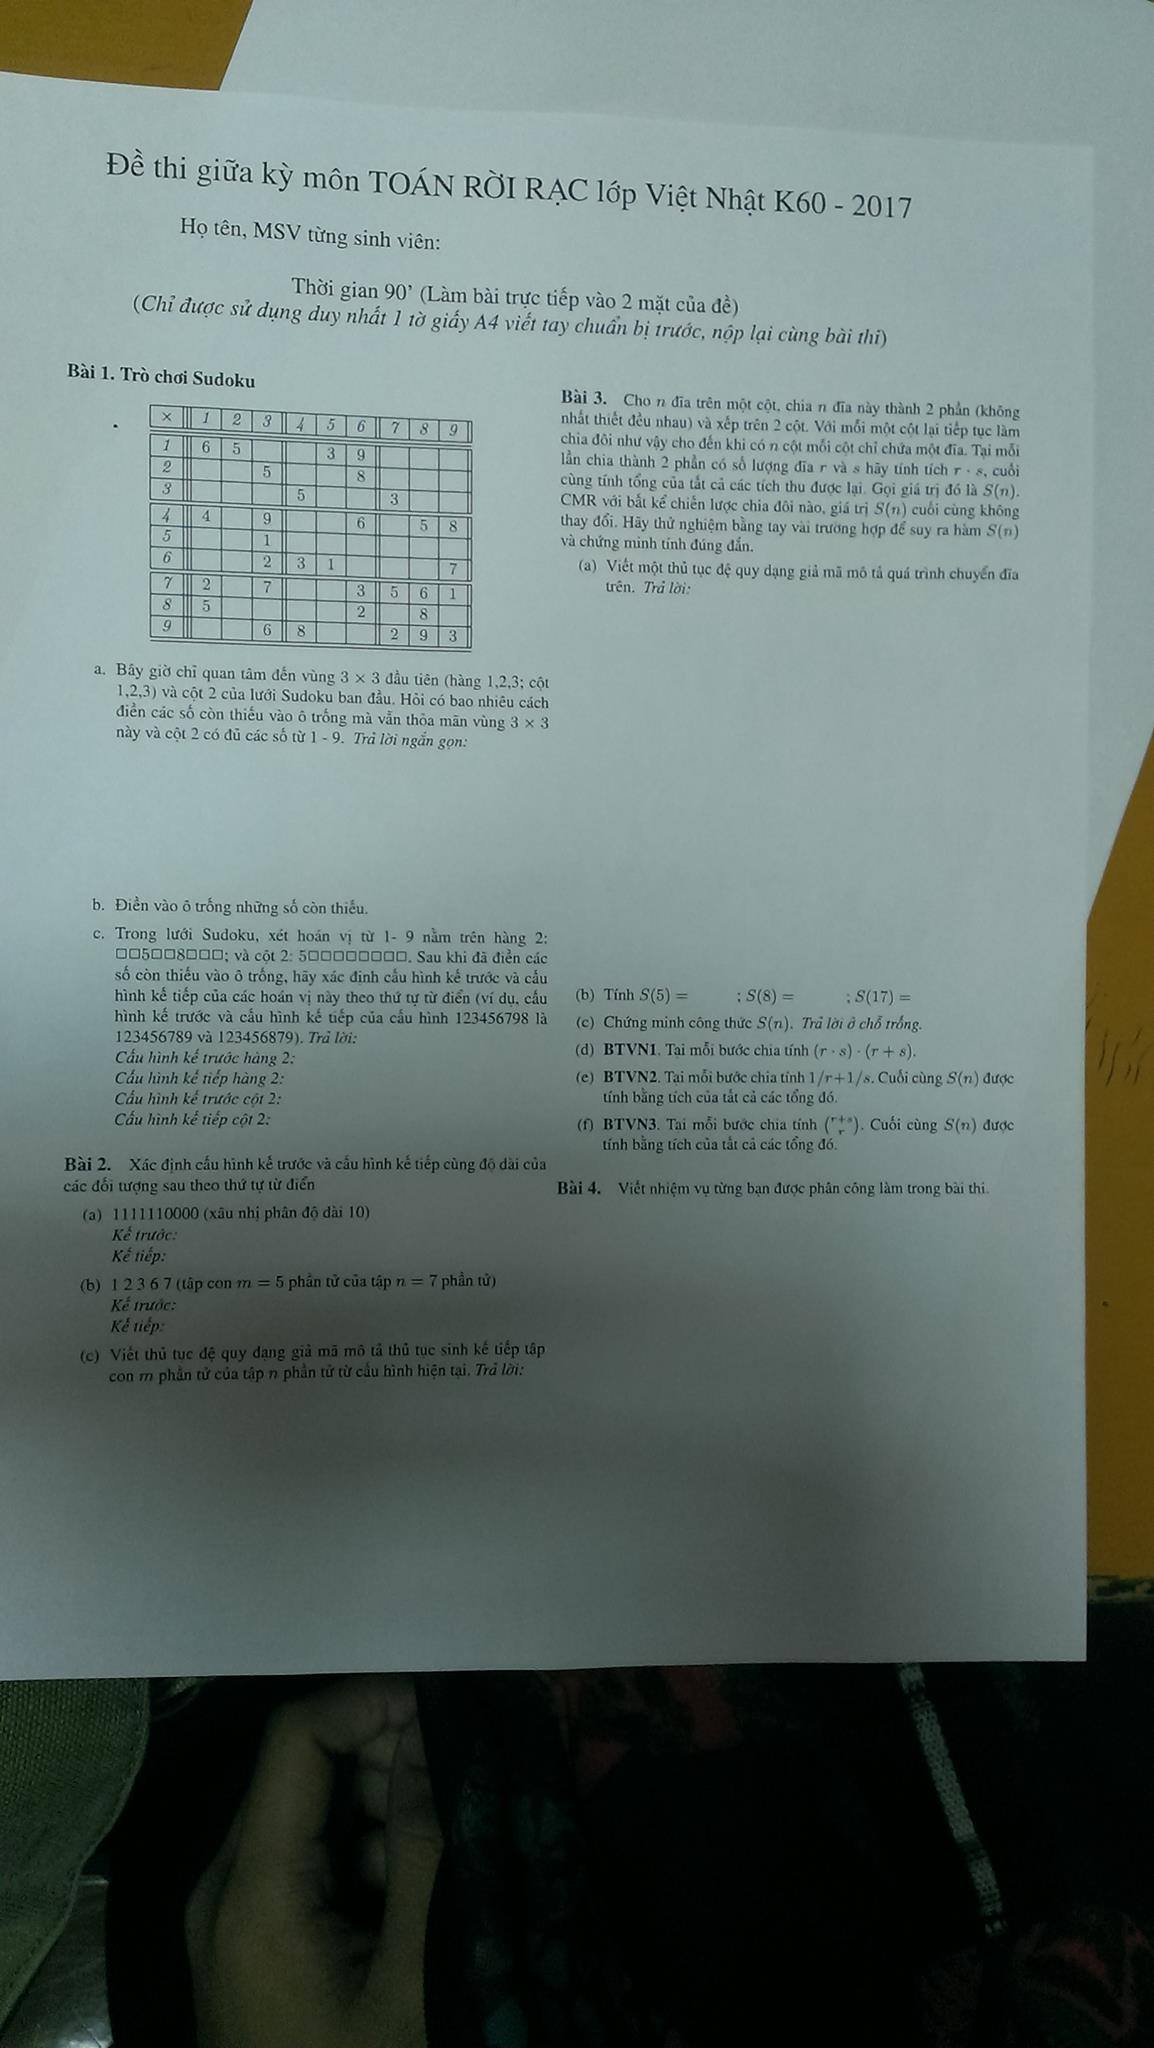 Đề thi giữa kỳ môn TOÁN RỜI RẠC lớp Việt Nhật K60 - 2017
Họ tên, MSV từng sinh viên:
Thời gian 90' (Làm bài trực tiếp vào 2 mặt của đề)
(Chỉ được sử dụng duy nhất 1 tờ giấy A4 viết tay chuẩn bị trước, nộp lại cùng bài thi)
Bài 1. Trò chơi Sudoku
× 1 2 3 4 5 6 7 8 9
1 6 5 3 9
2 5 8
3 5 3
4 4 9 6 5 8
5 1
6 2 3 1 7
7 2 7 3 5 6 1
8 5 2 8
9 6 8 2 9 3
a. Bây giờ chỉ quan tâm đến vùng 3 × 3 đầu tiên (hàng 1,2,3; cột
1,2,3) và cột 2 của lưới Sudoku ban đầu. Hỏi có bao nhiêu cách
điền các số còn thiếu vào ô trống mà vẫn thỏa mãn vùng 3 × 3
này và cột 2 có đủ các số từ 1 - 9. Trả lời ngắn gọn:
b. Điền vào ô trống những số còn thiếu.
c. Trong lưới Sudoku, xét hoán vị từ 1- 9 nằm trên hàng 2:
□□5□□8□□□; và cột 2: 5□□□□□□□□. Sau khi đã điền các
số còn thiếu vào ô trống, hãy xác định cấu hình kế trước và cấu
hình kế tiếp của các hoán vị này theo thứ tự từ điển (ví dụ, cấu
hình kế trước và cấu hình kế tiếp của cấu hình 123456798 là
123456789 và 123456879). Trả lời:
Cấu hình kế trước hàng 2:
Cấu hình kế tiếp hàng 2:
Cấu hình kế trước cột 2:
Cấu hình kế tiếp cột 2:
Bài 2. Xác định cấu hình kế trước và cấu hình kế tiếp cùng độ dài của
các đối tượng sau theo thứ tự từ điển
(a) 1111110000 (xâu nhị phân độ dài 10)
Kế trước:
Kế tiếp:
(b) 1 2 3 6 7 (tập con m = 5 phần tử của tập n = 7 phần tử)
Kế trước:
Kế tiếp:
(c) Viết thủ tục đệ quy dạng giả mã mô tả thủ tục sinh kế tiếp tập
con m phần tử của tập n phần tử từ cấu hình hiện tại. Trả lời:
Bài 3. Cho n đĩa trên một cột, chia n đĩa này thành 2 phần (không
nhất thiết đều nhau) và xếp trên 2 cột. Với mỗi một cột lại tiếp tục làm
chia đôi như vậy cho đến khi có n cột mỗi cột chỉ chứa một đĩa. Tại mỗi
lần chia thành 2 phần có số lượng đĩa r và s hãy tính tích r · s, cuối
cùng tính tổng của tất cả các tích thu được lại. Gọi giá trị đó là S(n).
CMR với bất kể chiến lược chia đôi nào, giá trị S(n) cuối cùng không
thay đổi. Hãy thử nghiệm bằng tay vài trường hợp để suy ra hàm S(n)
và chứng minh tính đúng đắn.
(a) Viết một thủ tục đệ quy dạng giả mã mô tả quá trình chuyển đĩa
trên. Trả lời:
(b) Tính S(5) = ; S(8) = ; S(17) =
(c) Chứng minh công thức S(n). Trả lời ở chỗ trống.
(d) BTVN1. Tại mỗi bước chia tính (r · s) · (r + s).
(e) BTVN2. Tại mỗi bước chia tính 1/r+1/s. Cuối cùng S(n) được
tính bằng tích của tất cả các tổng đó.
(f) BTVN3. Tại mỗi bước chia tính (r+s r). Cuối cùng S(n) được
tính bằng tích của tất cả các tổng đó.
Bài 4. Viết nhiệm vụ từng bạn được phân công làm trong bài thi.